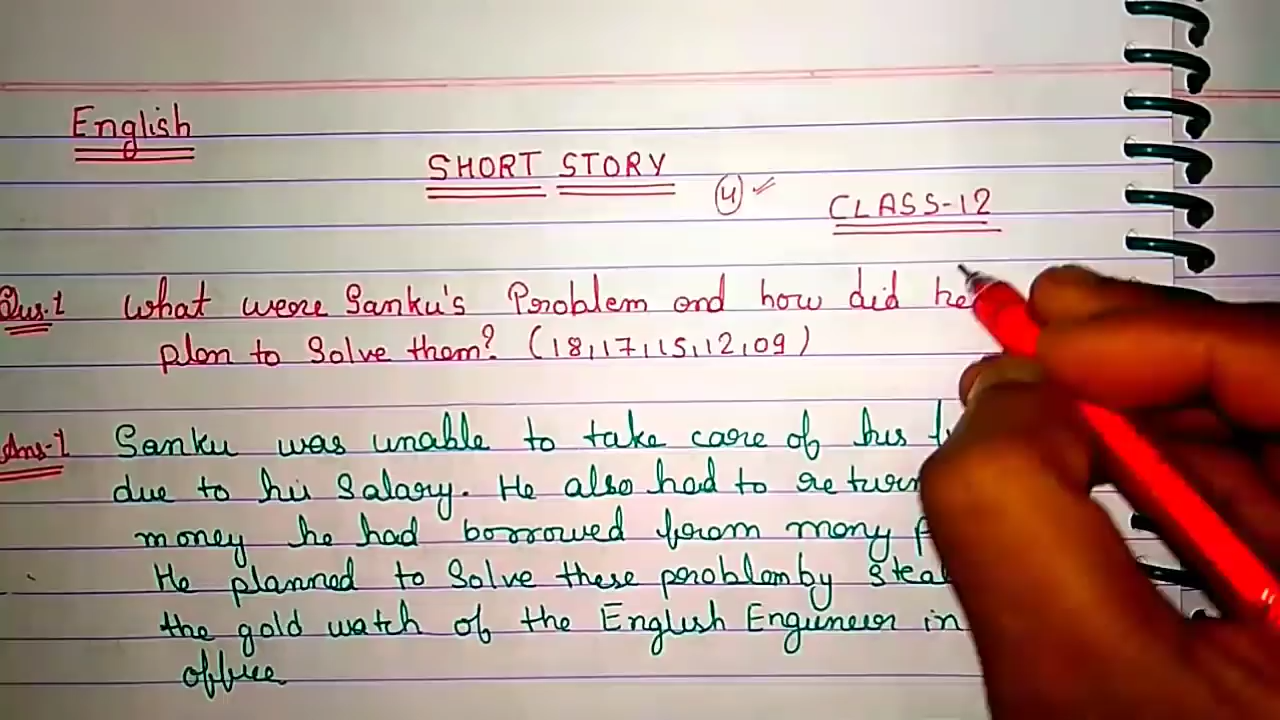 English
SHORT STORY
4
CLASS-12
Qus.1 What were Sanku's Problem and how did he
plan to Solve them? (18,17,15,12,09)
Ans-1 Sanku was unable to take care of his
due to his Salary. He also had to return
money he had borrowed from many
He planned to Solve these problem by
the gold watch of the English Engineer in
office